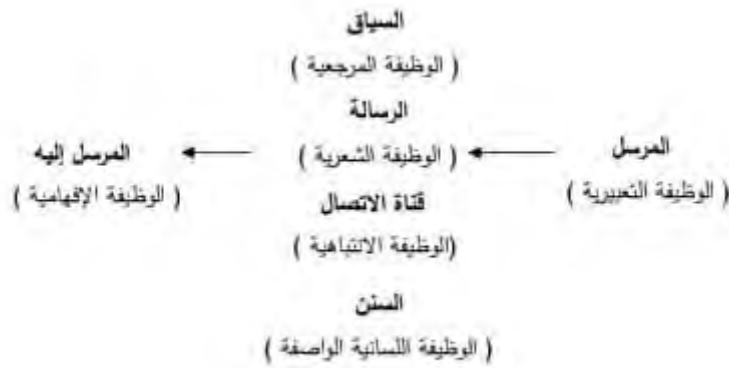 السياق
( الوظيفة المرجعية )
الرسالة
المرسل
( الوظيفة الشعرية )
المرسل إليه
( الوظيفة التعبيرية )
قناة الاتصال
( الوظيفة الإفهامية )
(الوظيفة الانتباهية )
السنن
( الوظيفة اللسانية الواصفة )